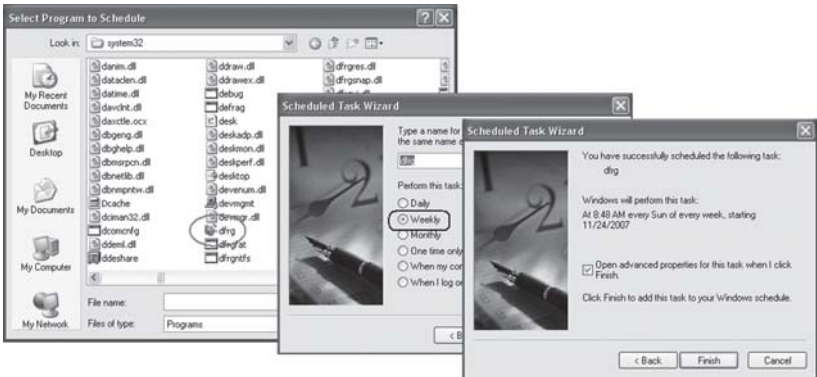 Select Program to Schedule
Look in: system32
My Recent Documents
Desktop
My Documents
My Computer
My Network
danim.dll
dataclen.dll
datime.dll
davclnt.dll
daxctle.ocx
dbgeng.dll
dbghelp.dll
dbmsrpcn.dll
dbnetlib.dll
dbnmpntw.dll
Dcache
dciman32.dll
dcomcnfg
ddeml.dll
ddeshare
ddraw.dll
ddrawex.dll
debug
defrag
desk
deskadp.dll
deskmon.dll
deskperf.dll
desktop
devenum.dll
devmgmt
devmgr.dll
dfrg
dfrgfat
dfrgntfs
dfrgres.dll
dfrgsnap.dll
File name:
Files of type: Programs
Scheduled Task Wizard
Type a name for
the same name a
dfrg
Perform this task:
Daily
Weekly
Monthly
One time only
When my com
When I log on
< B
Scheduled Task Wizard
You have successfully scheduled the following task:
dfrg
Windows will perform this task:
At 8:48 AM every Sun of every week, starting
11/24/2007
Open advanced properties for this task when I click
Finish.
Click Finish to add this task to your Windows schedule.
< Back
Finish
Cancel